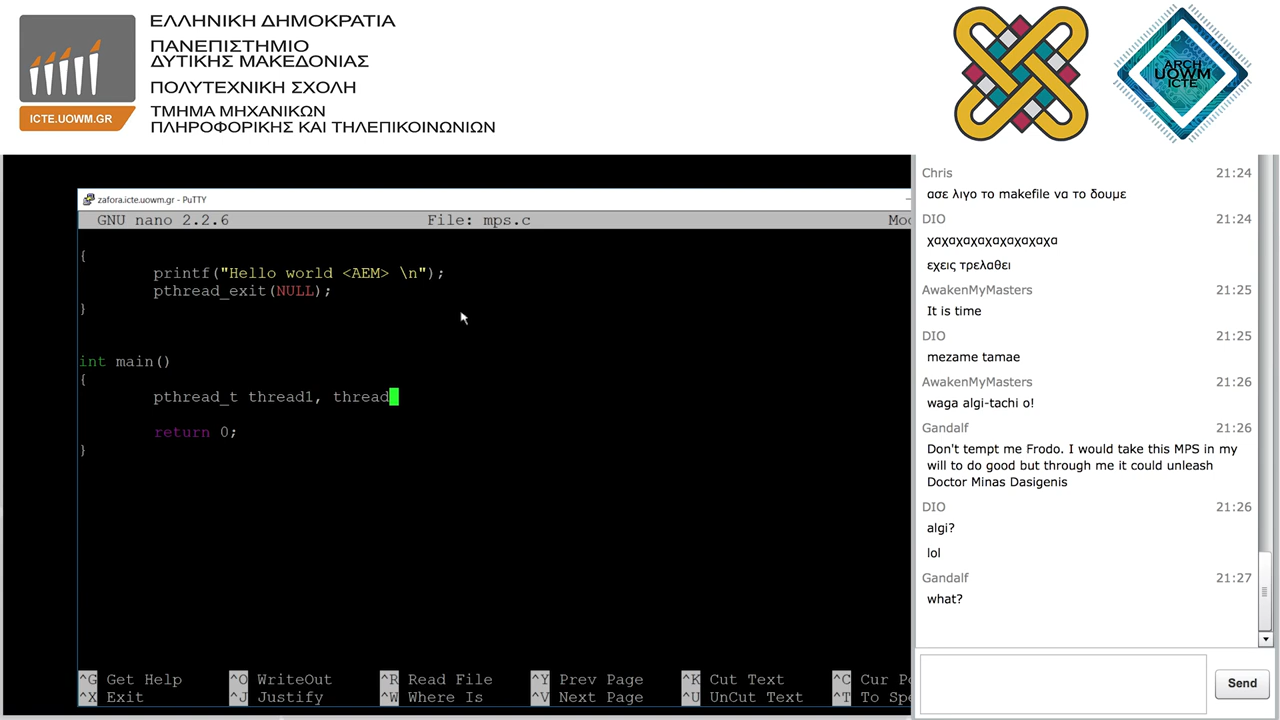 ΕΛΛΗΝΙΚΗ ΔΗΜΟΚΡΑΤΙΑ
ΠΑΝΕΠΙΣΤΗΜΙΟ
ΔΥΤΙΚΗΣ ΜΑΚΕΔΟΝΙΑΣ
ΠΟΛΥΤΕΧΝΙΚΗ ΣΧΟΛΗ
ΤΜΗΜΑ ΜΗΧΑΝΙΚΩΝ
ΠΛΗΡΟΦΟΡΙΚΗΣ ΚΑΙ ΤΗΛΕΠΙΚΟΙΝΩΝΙΩΝ
ICTE.UOWM.GR
ARCH
UOWM
ICTE
zafora.icte.uowm.gr - PuTTY
GNU nano 2.2.6 File: mps.c Moc
{
printf("Hello world <AEM> \n");
pthread_exit(NULL);
}
int main()
{
pthread_t thread1, thread
return 0;
}
^G Get Help ^O WriteOut ^R Read File ^Y Prev Page ^K Cut Text ^C Cur Po
^X Exit ^J Justify ^W Where Is ^V Next Page ^U UnCut Text ^T To Spe
Chris 21:24
ασε λιγο το makefile να το δουμε
DIO 21:24
χαχαχαχαχαχαχαχαχα
εχεις τρελαθει
AwakenMyMasters 21:25
It is time
DIO 21:25
mezame tamae
AwakenMyMasters 21:26
waga algi-tachi o!
Gandalf 21:26
Don't tempt me Frodo. I would take this MPS in my
will to do good but through me it could unleash
Doctor Minas Dasigenis
DIO 21:26
algi?
lol
Gandalf 21:27
what?
Send